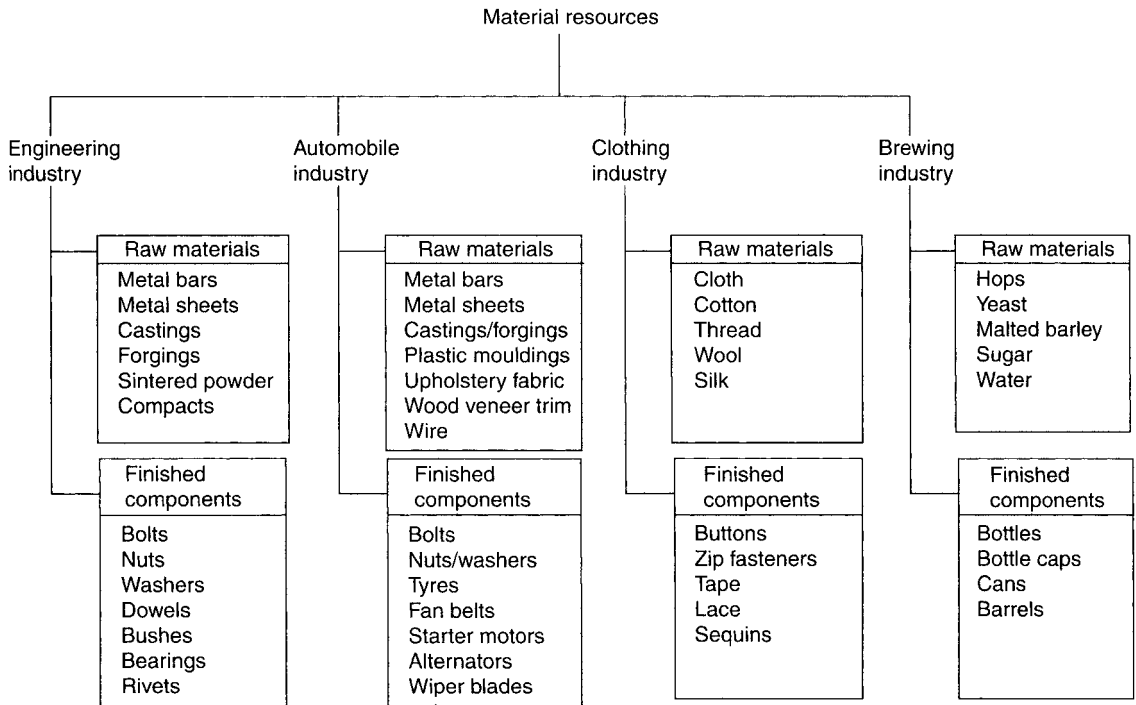 Material resources
Engineering
industry
Automobile
industry
Clothing
industry
Brewing
industry
Raw materials
Metal bars
Metal sheets
Castings
Forgings
Sintered powder
Compacts
Raw materials
Metal bars
Metal sheets
Castings/forgings
Plastic mouldings
Upholstery fabric
Wood veneer trim
Wire
Raw materials
Cloth
Cotton
Thread
Wool
Silk
Raw materials
Hops
Yeast
Malted barley
Sugar
Water
Finished
components
Bolts
Nuts
Washers
Dowels
Bushes
Bearings
Rivets
Finished
components
Bolts
Nuts/washers
Tyres
Fan belts
Starter motors
Alternators
Wiper blades
Finished
components
Buttons
Zip fasteners
Tape
Lace
Sequins
Finished
components
Bottles
Bottle caps
Cans
Barrels